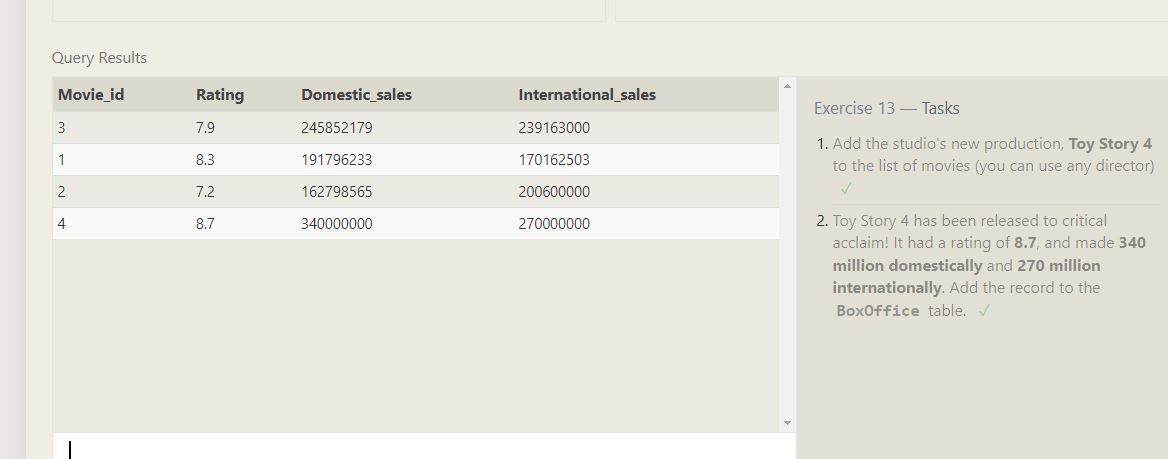 Query Results
Movie_id Rating Domestic_sales International_sales
3 7.9 245852179 239163000
1 8.3 191796233 170162503
2 7.2 162798565 200600000
4 8.7 340000000 270000000
Exercise 13 — Tasks
1. Add the studio's new production, Toy Story 4
to the list of movies (you can use any director)
✓
2. Toy Story 4 has been released to critical
acclaim! It had a rating of 8.7, and made 340
million domestically and 270 million
internationally. Add the record to the
BoxOffice table. ✓